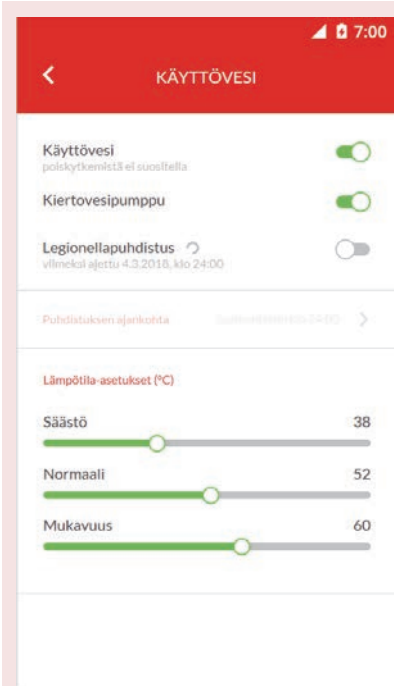 7:00
KÄYTTÖVESI
Käyttövesi
poiskytkemistä ei suositella
Kiertovesipumppu
Legionellapuhdistus
viimeksi ajettu 4.3.2018, klo 24:00
Puhdistuksen ajankohta
Lämpötila-asetukset (°C)
Säästö 38
Normaali 52
Mukavuus 60